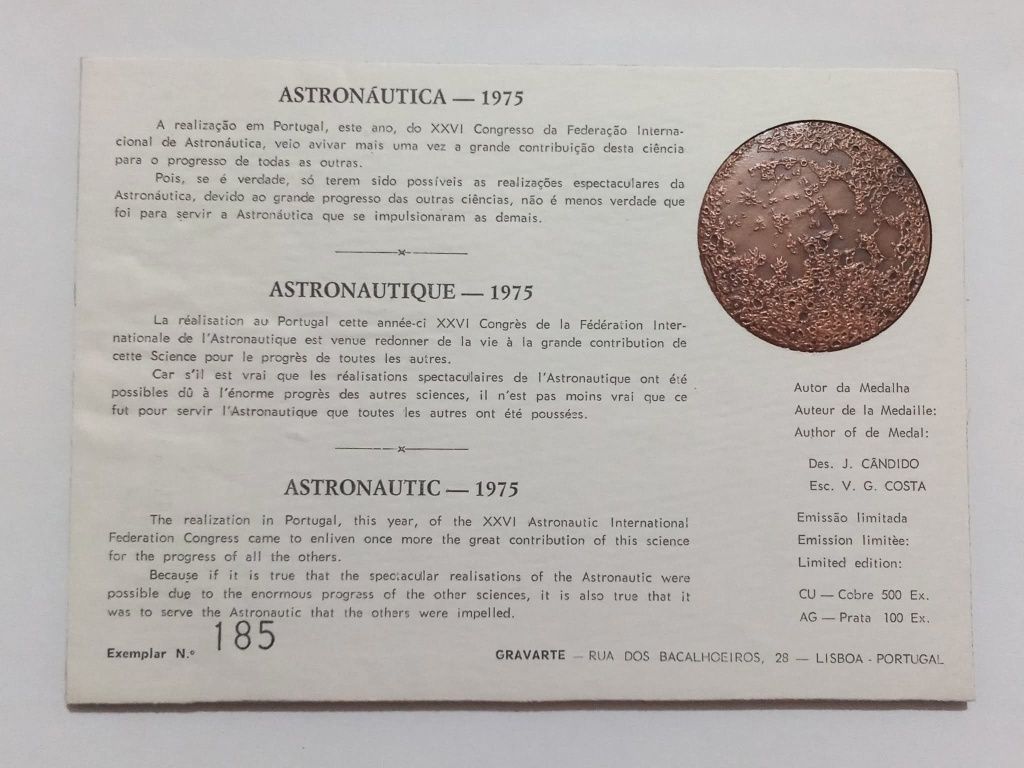 ASTRONÁUTICA — 1975
A realização em Portugal, este ano, do XXVI Congresso da Federação Interna-
cional de Astronáutica, veio avivar mais uma vez a grande contribuição desta ciência
para o progresso de todas as outras.
Pois, se é verdade, só terem sido possíveis as realizações espectaculares da
Astronáutica, devido ao grande progresso das outras ciências, não é menos verdade que
foi para servir a Astronáutica que se impulsionaram as demais.
ASTRONAUTIQUE — 1975
La réalisation au Portugal cette année-ci XXVI Congrès de la Fédération Inter-
nationale de l'Astronautique est venue redonner de la vie à la grande contribution de
cette Science pour le progrès de toutes les autres.
Car s'il est vrai que les réalisations spectaculaires de l'Astronautique ont été
possibles dû à l'énorme progrès des autres sciences, il n'est pas moins vrai que ce
fut pour servir l'Astronautique que toutes les autres ont été poussées.
ASTRONAUTIC — 1975
The realization in Portugal, this year, of the XXVI Astronautic International
Federation Congress came to enliven once more the great contribution of this science
for the progress of all the others.
Because if it is true that the spectacular realisations of the Astronautic were
possible due to the enormous progress of the other sciences, it is also true that it
was to serve the Astronautic that the others were impelled.
Exemplar N.º 185
Autor da Medalha
Auteur de la Medaille:
Author of de Medal:
Des. J. CÂNDIDO
Esc. V. G. COSTA
Emissão limitada
Emission limitèe:
Limited edition:
CU — Cobre 500 Ex.
AG — Prata 100 Ex.
GRAVARTE — RUA DOS BACALHOEIROS, 28 — LISBOA - PORTUGAL